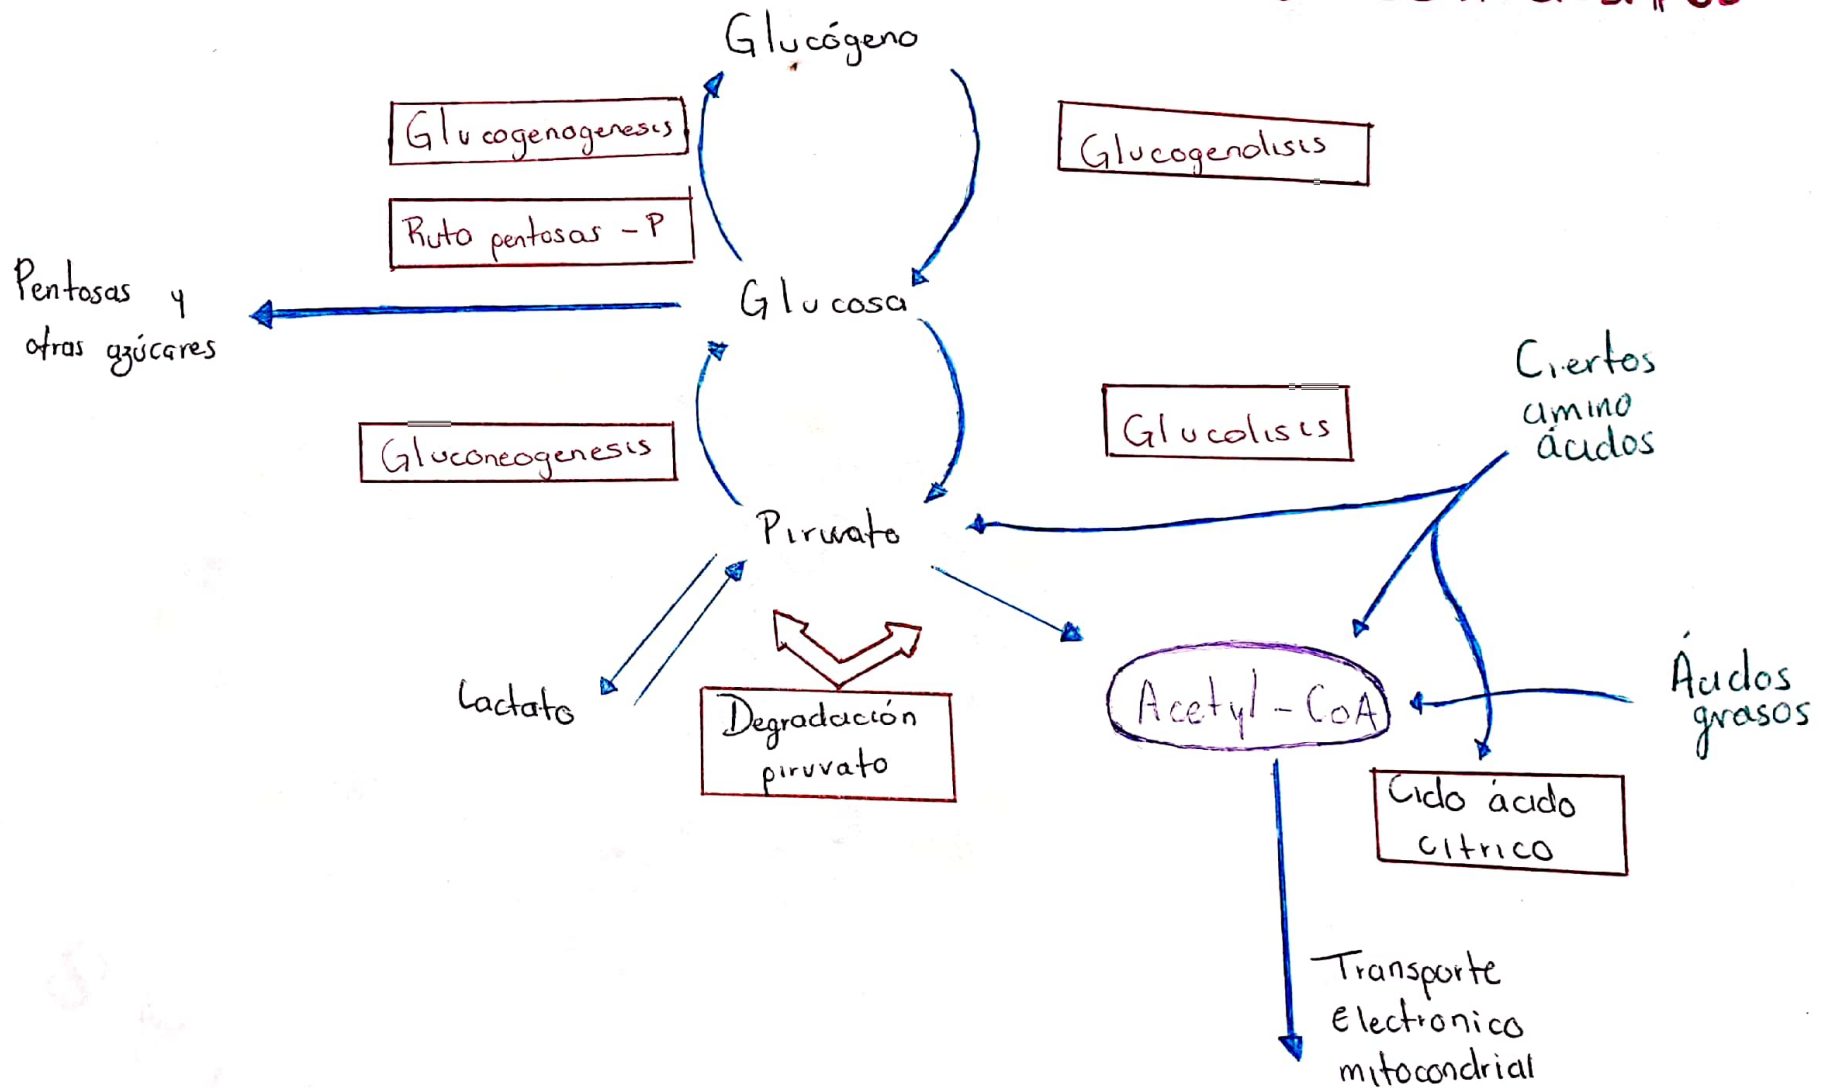 Glucógeno
Glucogenogenesis
Glucogenolisis
Ruta pentosas - P
Pentosas y
otras azúcares
Glucosa
Ciertos
amino
ácidos
Glucolisis
Gluconeogenesis
Piruvato
Lactato
Degradación
piruvato
Acetyl - CoA
Ácidos
grasos
Ciclo ácido
cítrico
Transporte
Electronico
mitocondrial